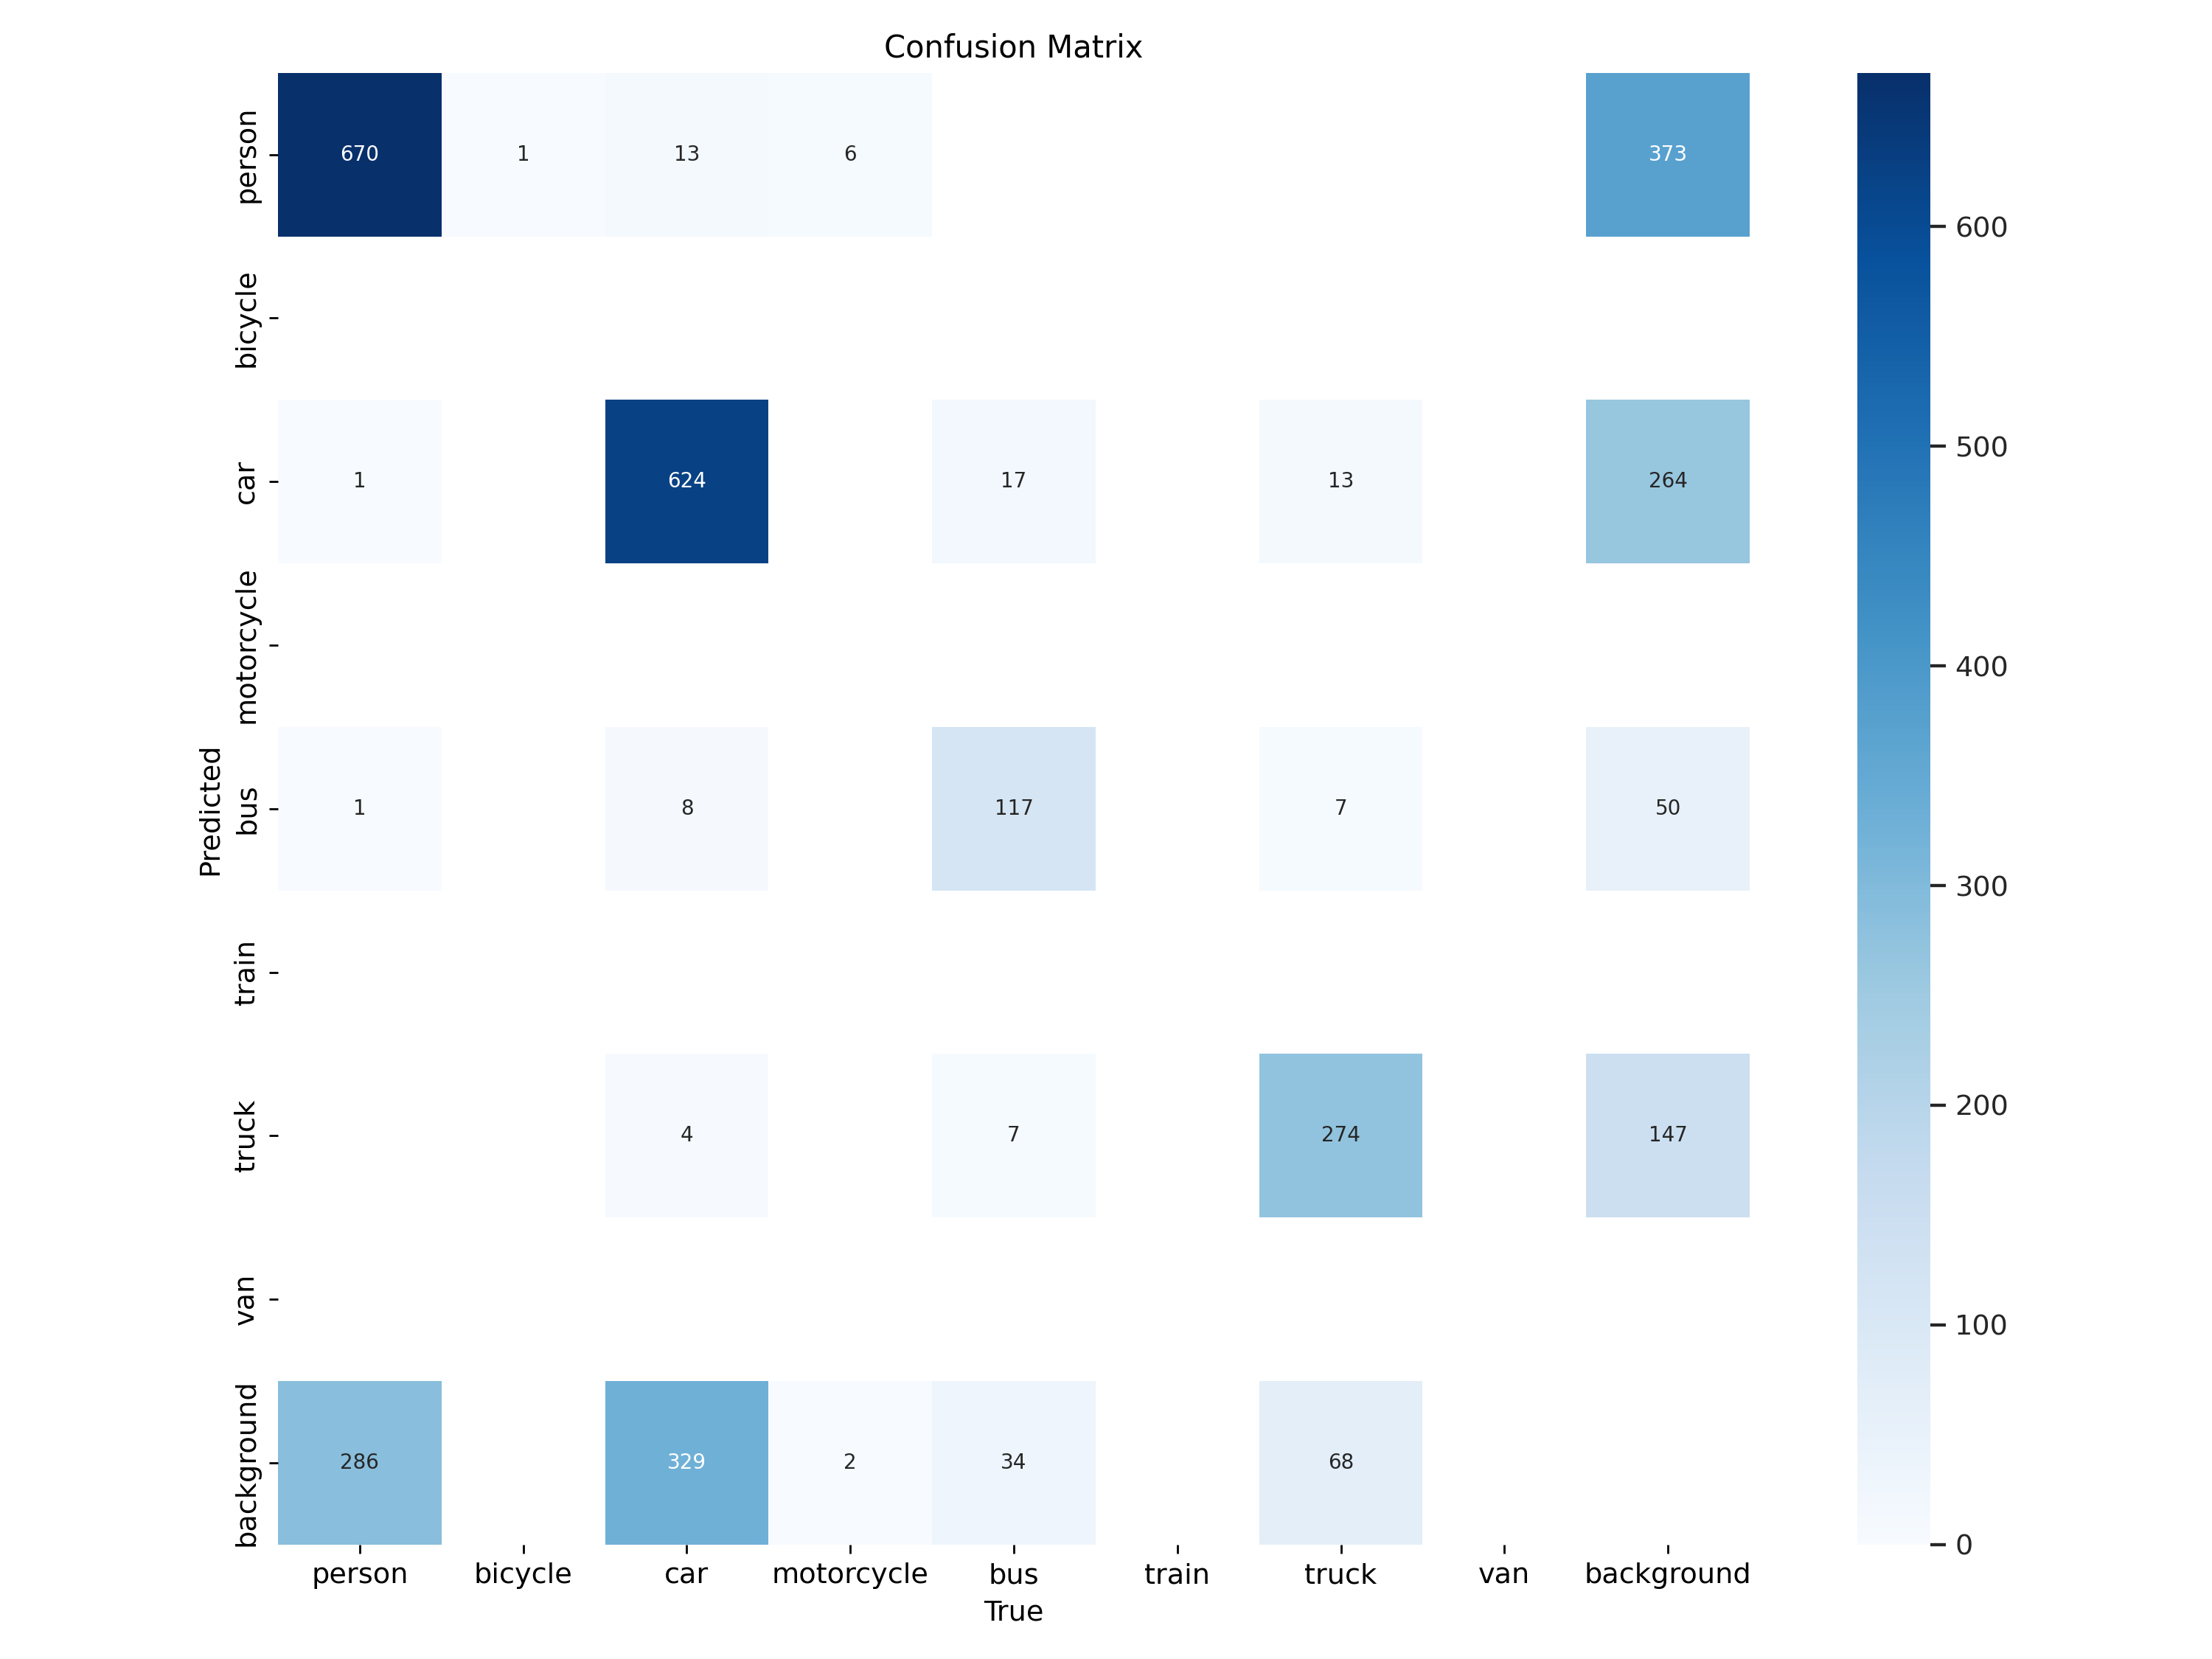 Confusion Matrix
person 670 1 13 6 373
bicycle
car 1 624 17 13 264
motorcycle
bus 1 8 117 7 50
train
truck 4 7 274 147
van
background 286 329 2 34 68
person bicycle car motorcycle bus train truck van background
True
Predicted
600
500
400
300
200
100
0